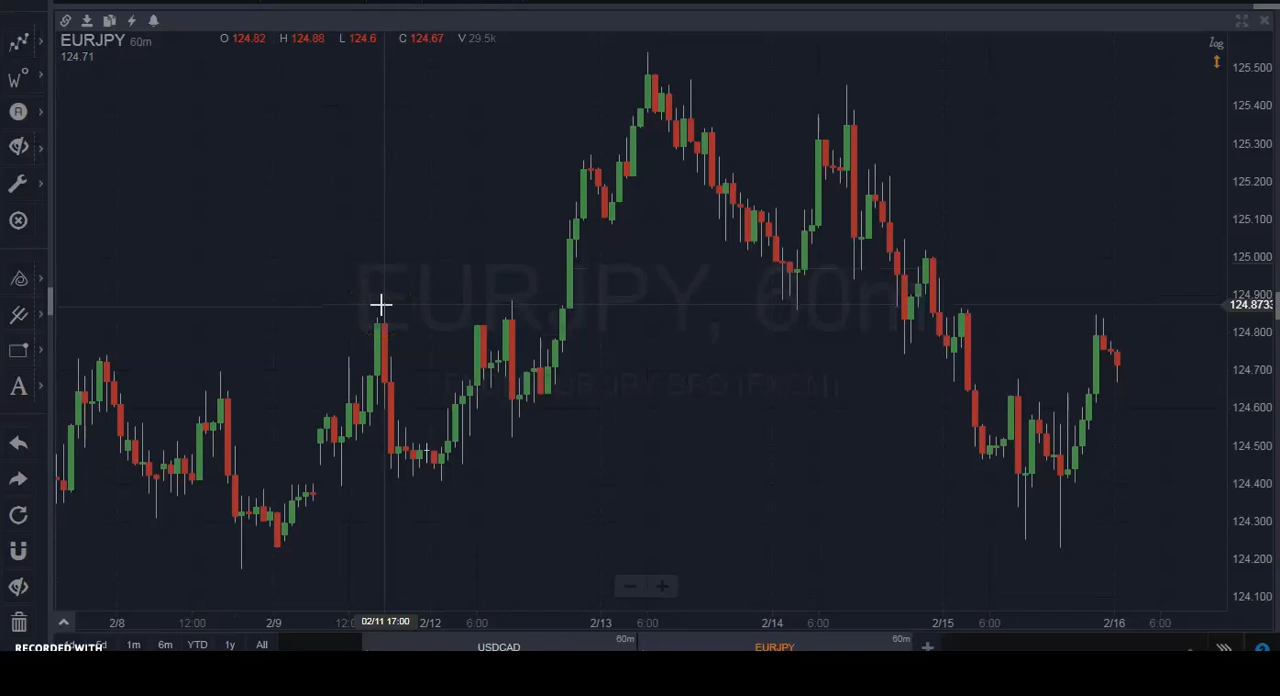 EURJPY 60m O 124.82 H 124.88 L 124.6 C 124.67 V 29.5k
124.71
log
125.500
125.400
125.300
125.200
125.100
125.000
124.900
124.8733
124.800
124.700
124.600
124.500
124.400
124.300
124.200
124.100
EURJPY, 60m
A
2/8 12:00 2/9 02/11 17:00 2/12 6:00 2/13 6:00 2/14 6:00 2/15 6:00 2/16 6:00
1m 6m YTD 1y All USDCAD 60m EURJPY 60m
RECORDED WITH